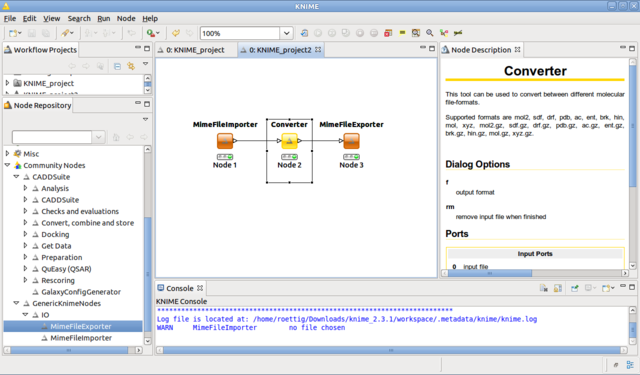 KNIME
File Edit View Search Run Node Help
100%
Workflow Projects
KNIME_project
KNIME_project2
Node Repository
Misc
Community Nodes
CADDSuite
Analysis
CADDSuite
Checks and evaluations
Convert, combine and store
Docking
Get Data
Preparation
QuEasy (QSAR)
Rescoring
GalaxyConfigGenerator
GenericKnimeNodes
IO
MimeFileExporter
MimeFileImporter
0: KNIME_project
0: KNIME_project2
MimeFileImporter
Converter
MimeFileExporter
Node 1
Node 2
Node 3
Console
KNIME Console
Log file is located at: /home/roettig/Downloads/knime_2.3.1/workspace/.metadata/knime/knime.log
WARN MimeFileImporter no file chosen
Node Description
Converter
This tool can be used to convert between different molecular
file-formats.
Supported formats are mol2, sdf, drf, pdb, ac, ent, brk, hin,
mol, xyz, mol2.gz, sdf.gz, drf.gz, pdb.gz, ac.gz, ent.gz,
brk.gz, hin.gz, mol.gz, xyz.gz.
Dialog Options
f
output format
rm
remove input file when finished
Ports
Input Ports
0 input file